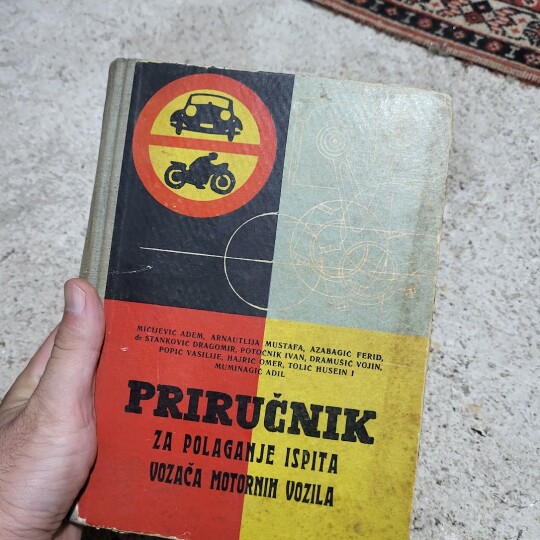 MIĆIJEVIĆ ADEM, ARNAUTLIJA MUSTAFA, AZABAGIĆ FERID,
dr STANKOVIĆ DRAGOMIR, POTOČNIK IVAN, DRAMUŠIĆ VOJIN,
POPIĆ VASILIJE, HAJRIĆ OMER, TOLIĆ HUSEIN I
MUMINAGIĆ ADIL
PRIRUČNIK
ZA POLAGANJE ISPITA
VOZAČA MOTORNIH VOZILA